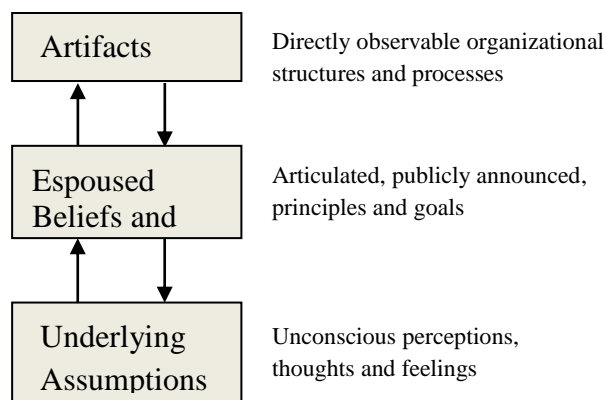 Artifacts
Directly observable organizational
structures and processes
Espoused
Beliefs and
Articulated, publicly announced,
principles and goals
Underlying
Assumptions
Unconscious perceptions,
thoughts and feelings